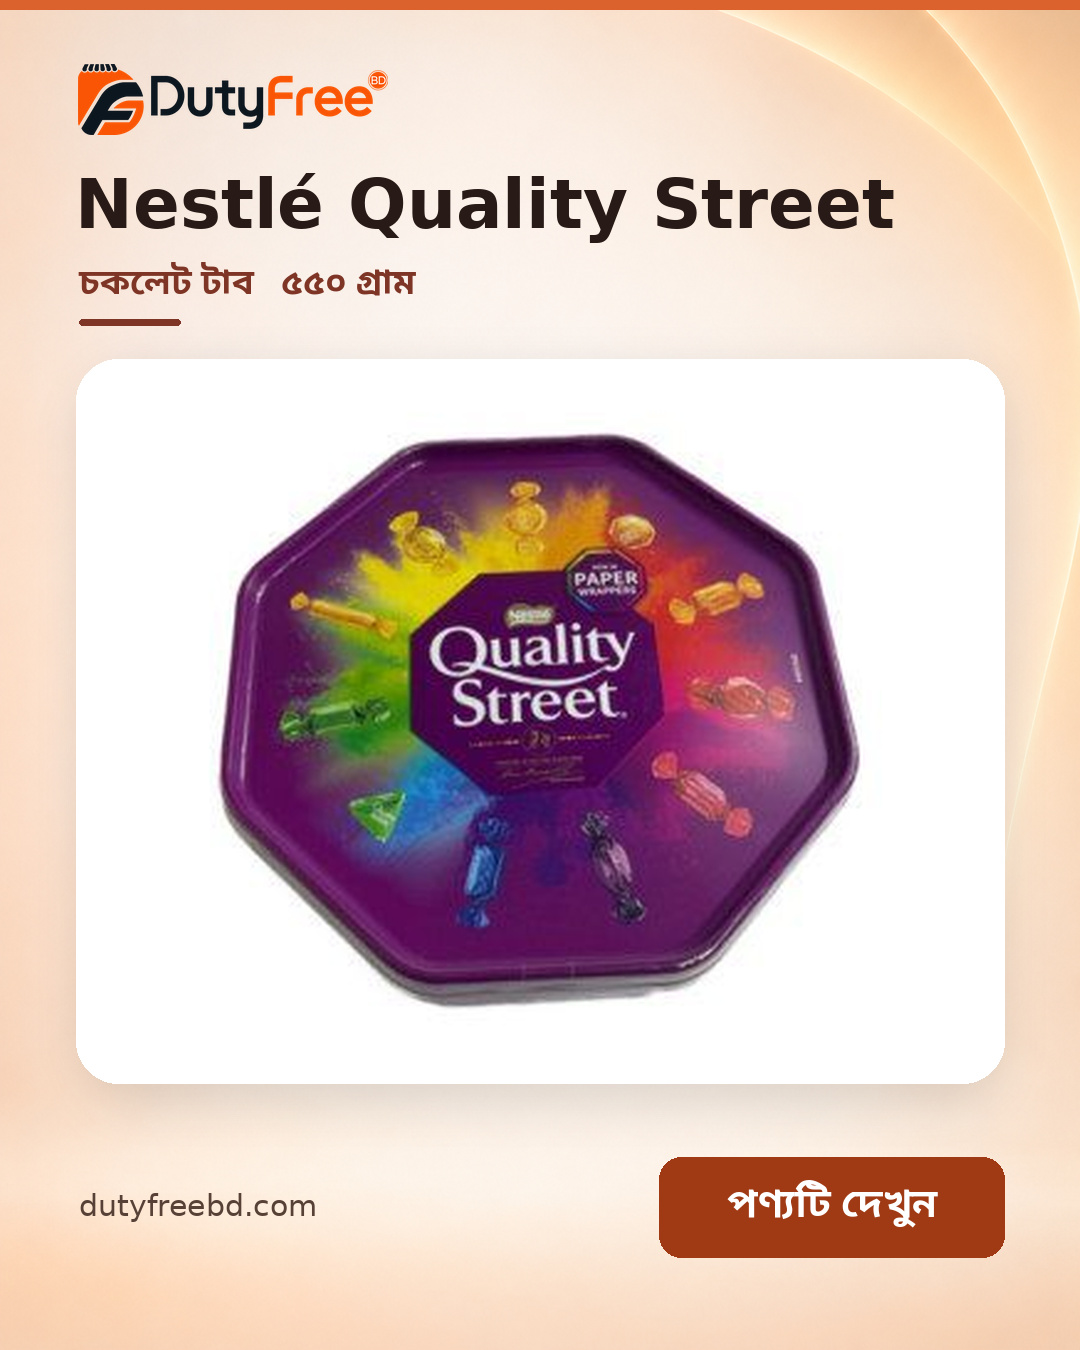 DutyFree BD
Nestlé Quality Street
চকলেট টাব ৫৫০ গ্রাম
PAPER
WRAPPERS
Nestlé
Quality
Street
dutyfreebd.com
পণ্যটি দেখুন